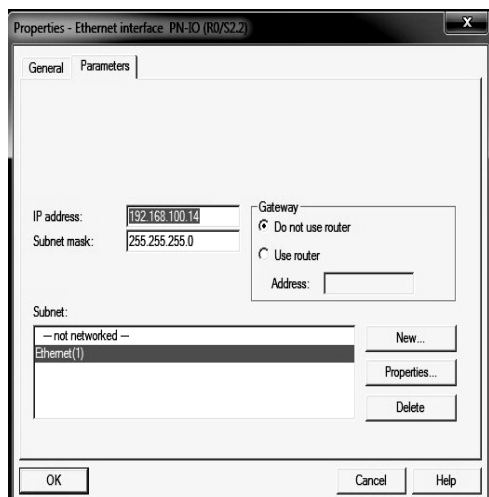 Properties - Ethernet interface PN-IO (R0/S2.2)
X
General
Parameters
IP address:
192.168.100.14
Subnet mask:
255.255.255.0
Gateway
Do not use router
Use router
Address:
Subnet:
--- not networked ---
Ethernet(1)
New...
Properties...
Delete
OK
Cancel
Help